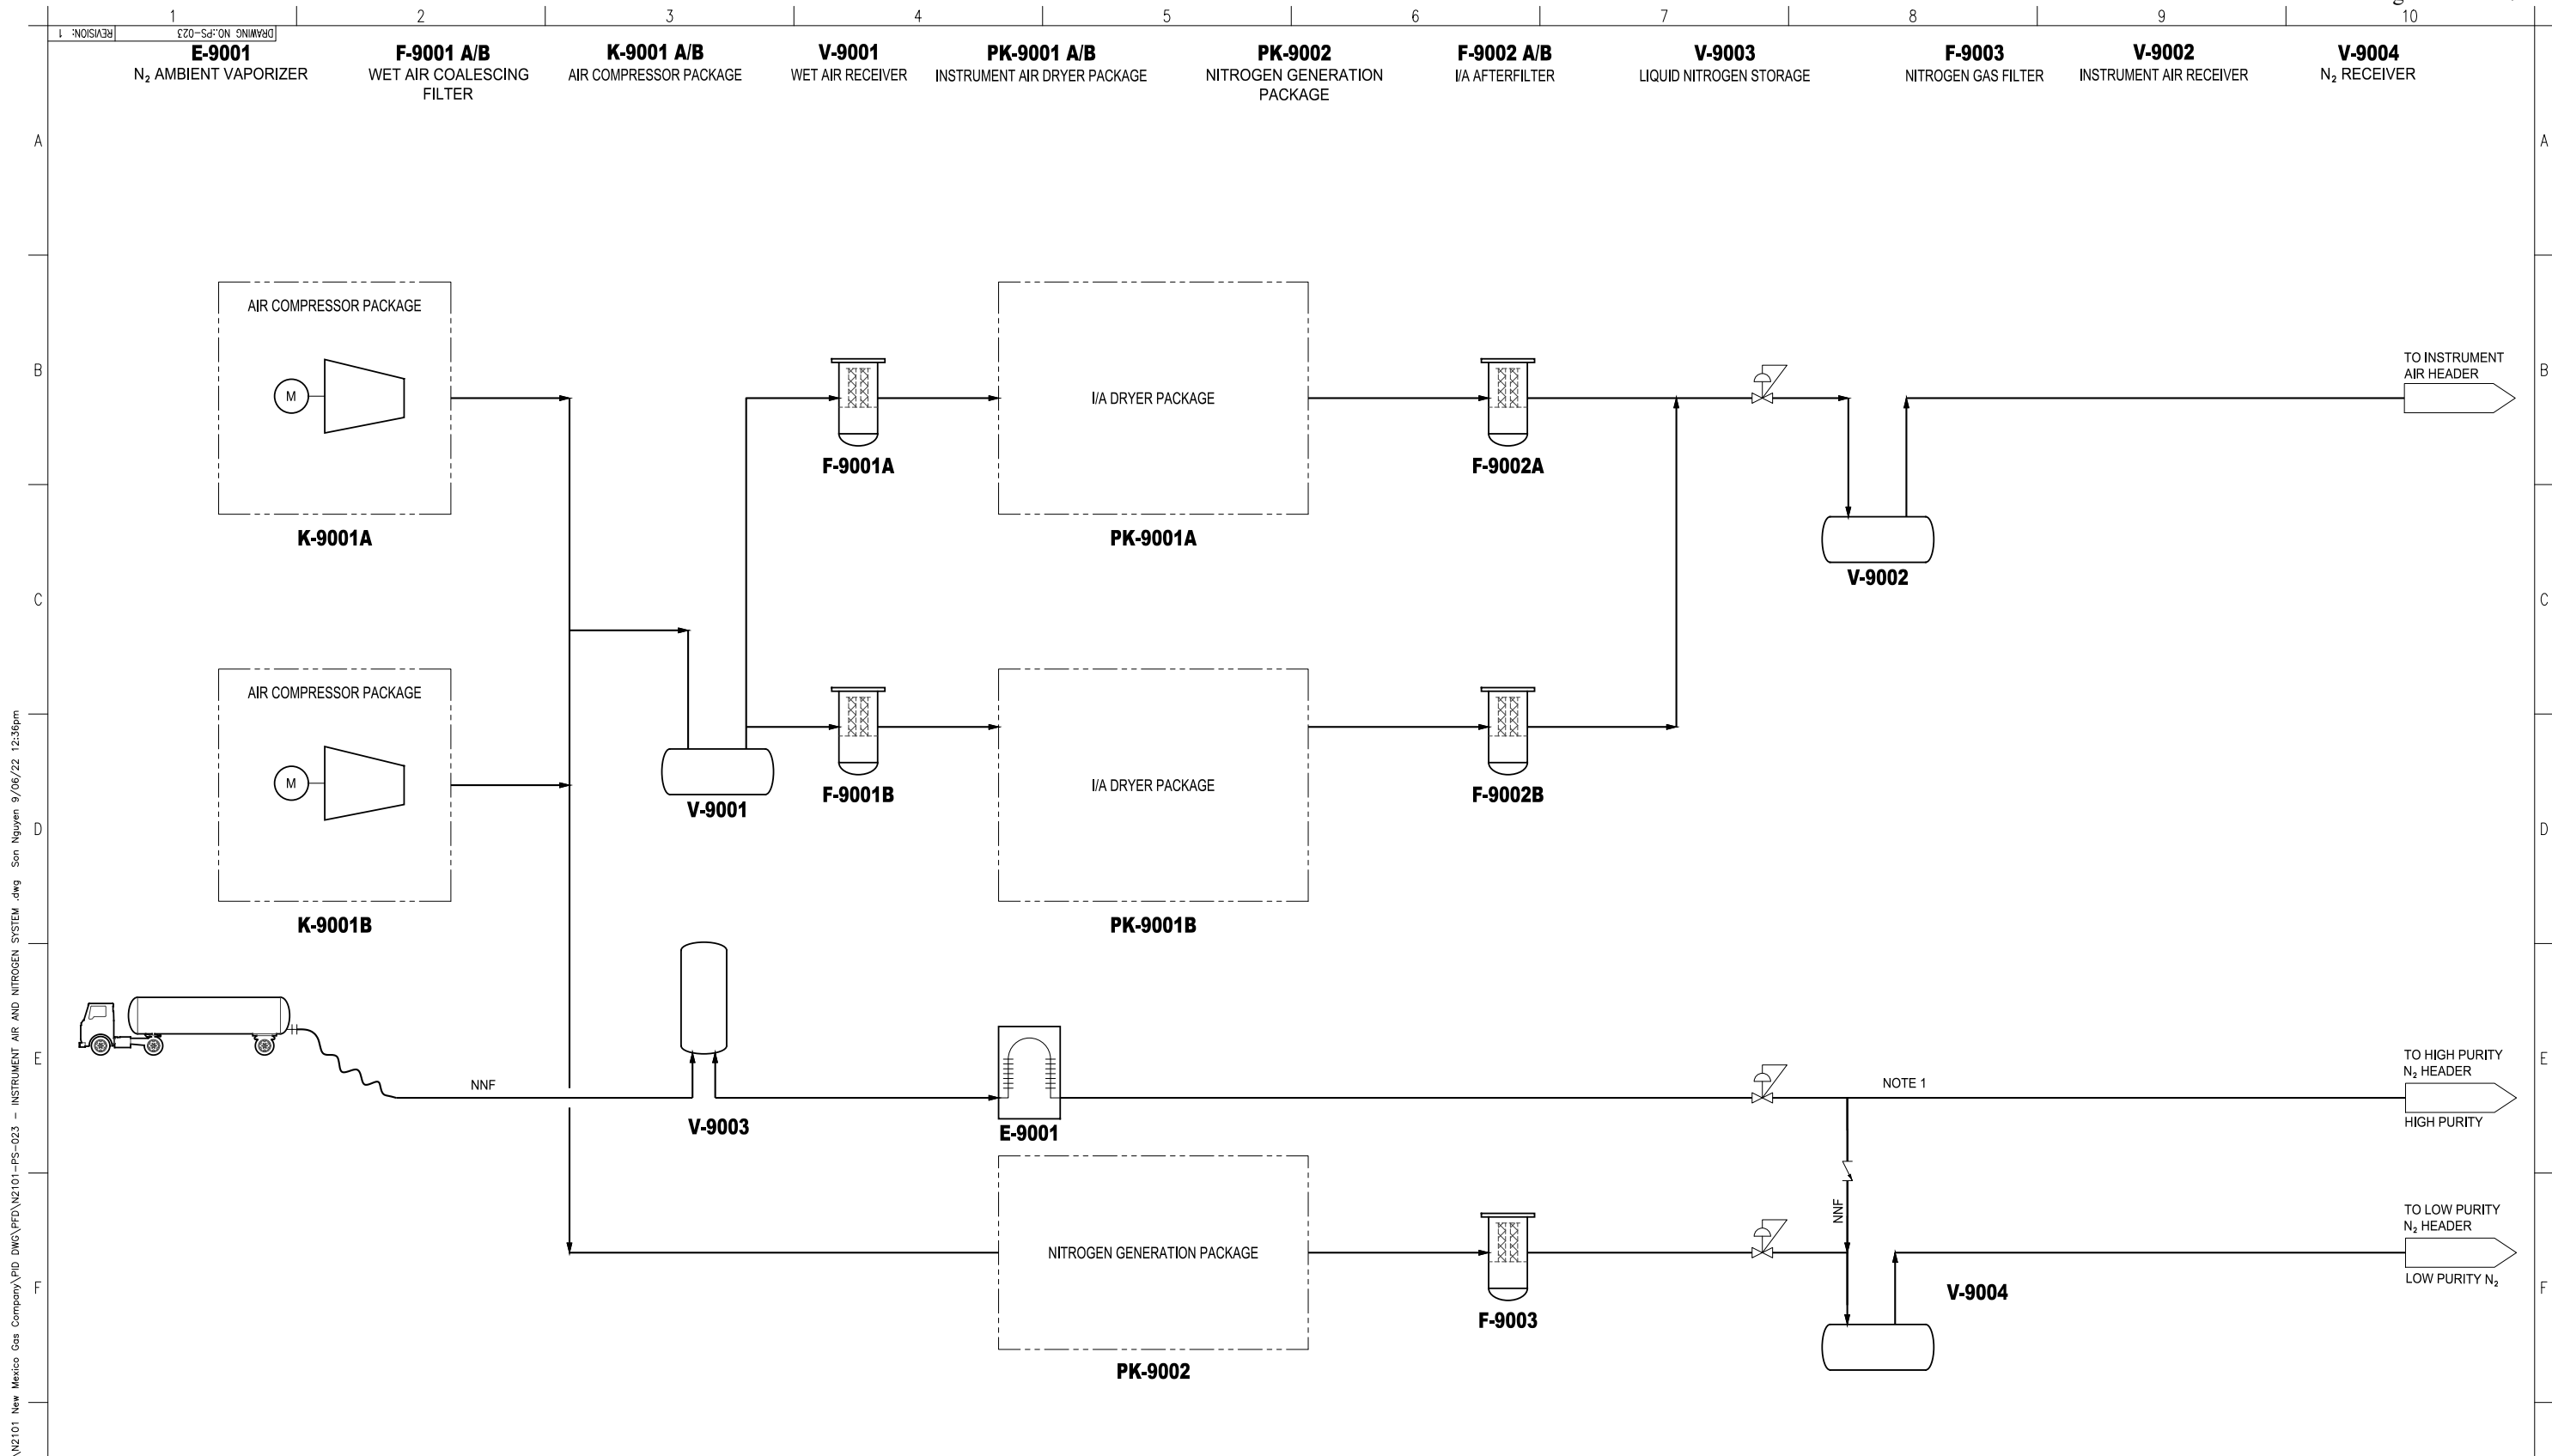 1 2 3 4 5 6 7 8 9 10
DRAWING NO.:PS-023 REVISION: 1
E-9001
N₂ AMBIENT VAPORIZER
F-9001 A/B
WET AIR COALESCING
FILTER
K-9001 A/B
AIR COMPRESSOR PACKAGE
V-9001
WET AIR RECEIVER
PK-9001 A/B
INSTRUMENT AIR DRYER PACKAGE
PK-9002
NITROGEN GENERATION
PACKAGE
F-9002 A/B
I/A AFTERFILTER
V-9003
LIQUID NITROGEN STORAGE
F-9003
NITROGEN GAS FILTER
V-9002
INSTRUMENT AIR RECEIVER
V-9004
N₂ RECEIVER
A A
AIR COMPRESSOR PACKAGE
M
K-9001A
F-9001A
I/A DRYER PACKAGE
PK-9001A
F-9002A
TO INSTRUMENT
AIR HEADER
B B
V-9002
C C
AIR COMPRESSOR PACKAGE
M
K-9001B
V-9001
F-9001B
I/A DRYER PACKAGE
PK-9001B
F-9002B
D D
NNF
V-9003
E-9001
NOTE 1
TO HIGH PURITY
N₂ HEADER
HIGH PURITY
E E
NNF
NITROGEN GENERATION PACKAGE
PK-9002
F-9003
V-9004
TO LOW PURITY
N₂ HEADER
LOW PURITY N₂
F F
\N2101 New Mexico Gas Company\PID DWG\PFD\N2101-PS-023 - INSTRUMENT AIR AND NITROGEN SYSTEM .dwg Son Nguyen 9/06/22 12:36pm